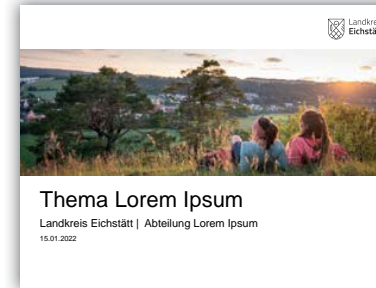 Thema Lorem Ipsum
Landkreis Eichstätt | Abteilung Lorem Ipsum
15.01.2022